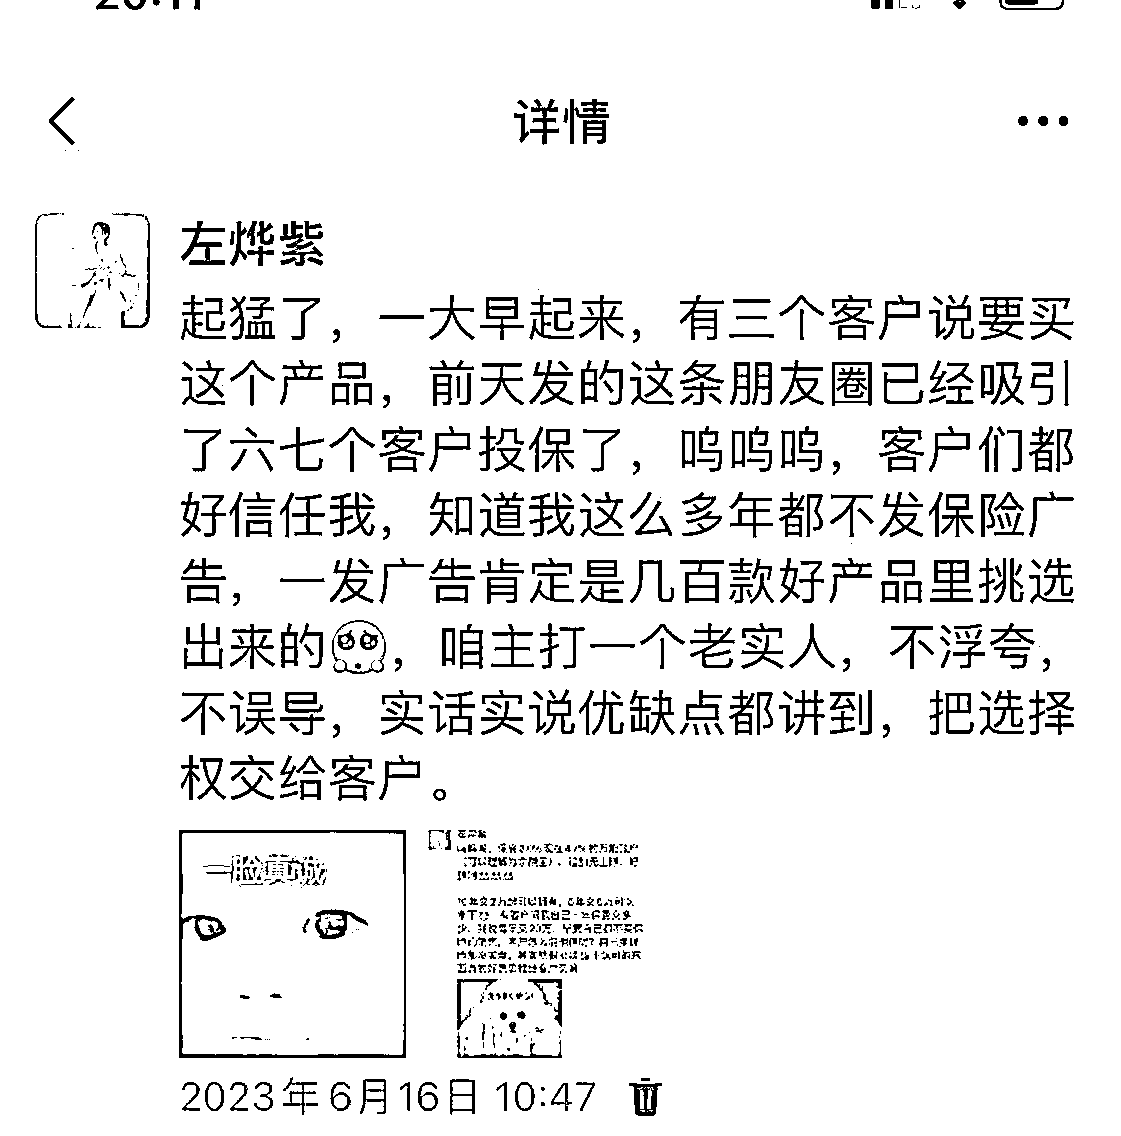 详情
左烨紫
起猛了，一大早起来，有三个客户说要买
这个产品，前天发的这条朋友圈已经吸引
了六七个客户投保了，呜呜呜，客户们都
好信任我，知道我这么多年都不发保险广
告，一发广告肯定是几百款好产品里挑选
出来的，咱主打一个老实人，不浮夸，
不误导，实话实说优缺点都讲到，把选择
权交给客户。
一脸真诚
2023年6月16日 10:47